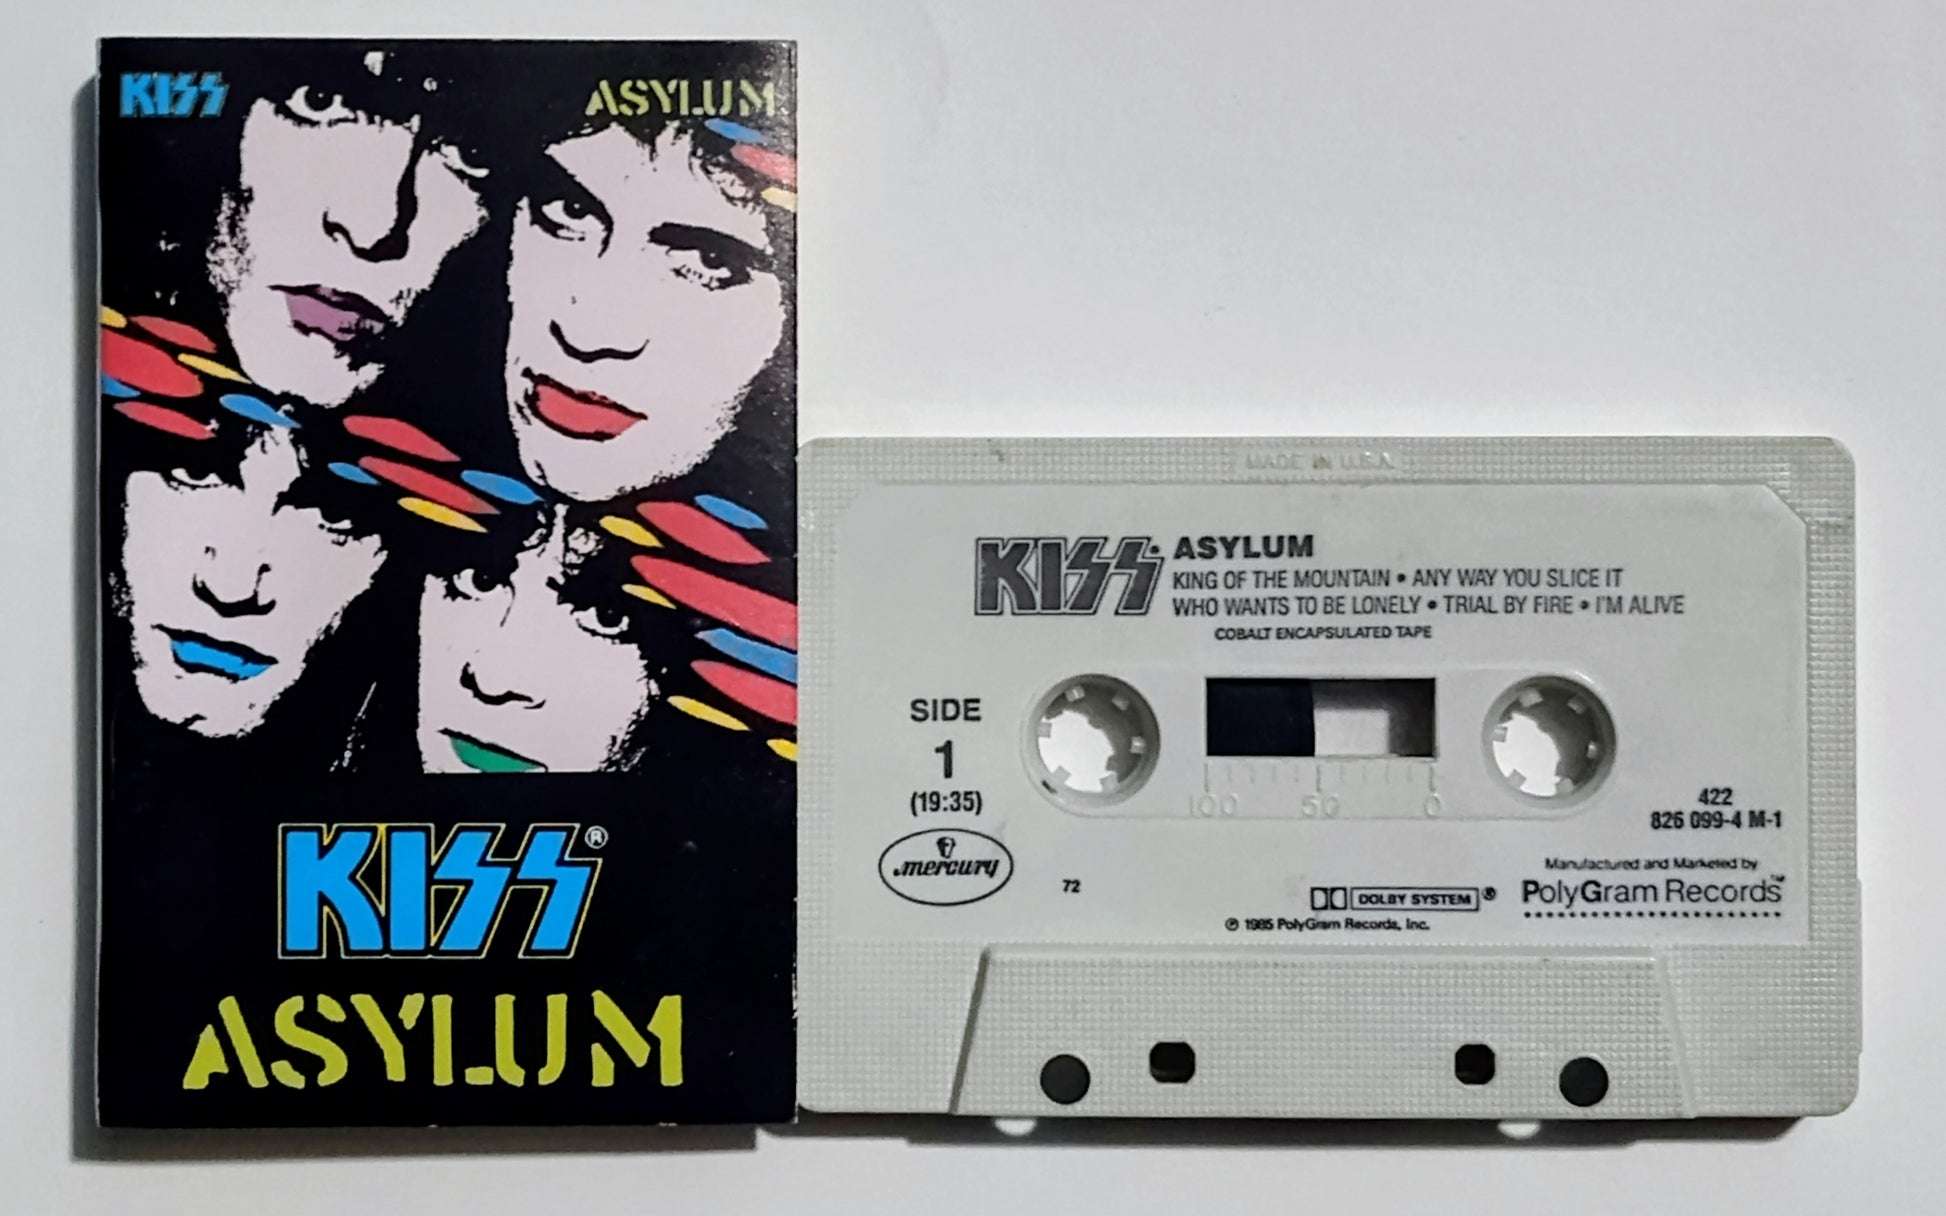 KISS ASYLUM
KISS®
ASYLUM
MADE IN U.S.A.
KISS® ASYLUM
KING OF THE MOUNTAIN • ANY WAY YOU SLICE IT
WHO WANTS TO BE LONELY • TRIAL BY FIRE • I'M ALIVE
COBALT ENCAPSULATED TAPE
SIDE
1
(19:35)
100 50 0
mercury
72
422
826 099-4 M-1
DOLBY SYSTEM®
Manufactured and Marketed by
PolyGram Records™
℗ 1985 PolyGram Records, Inc.